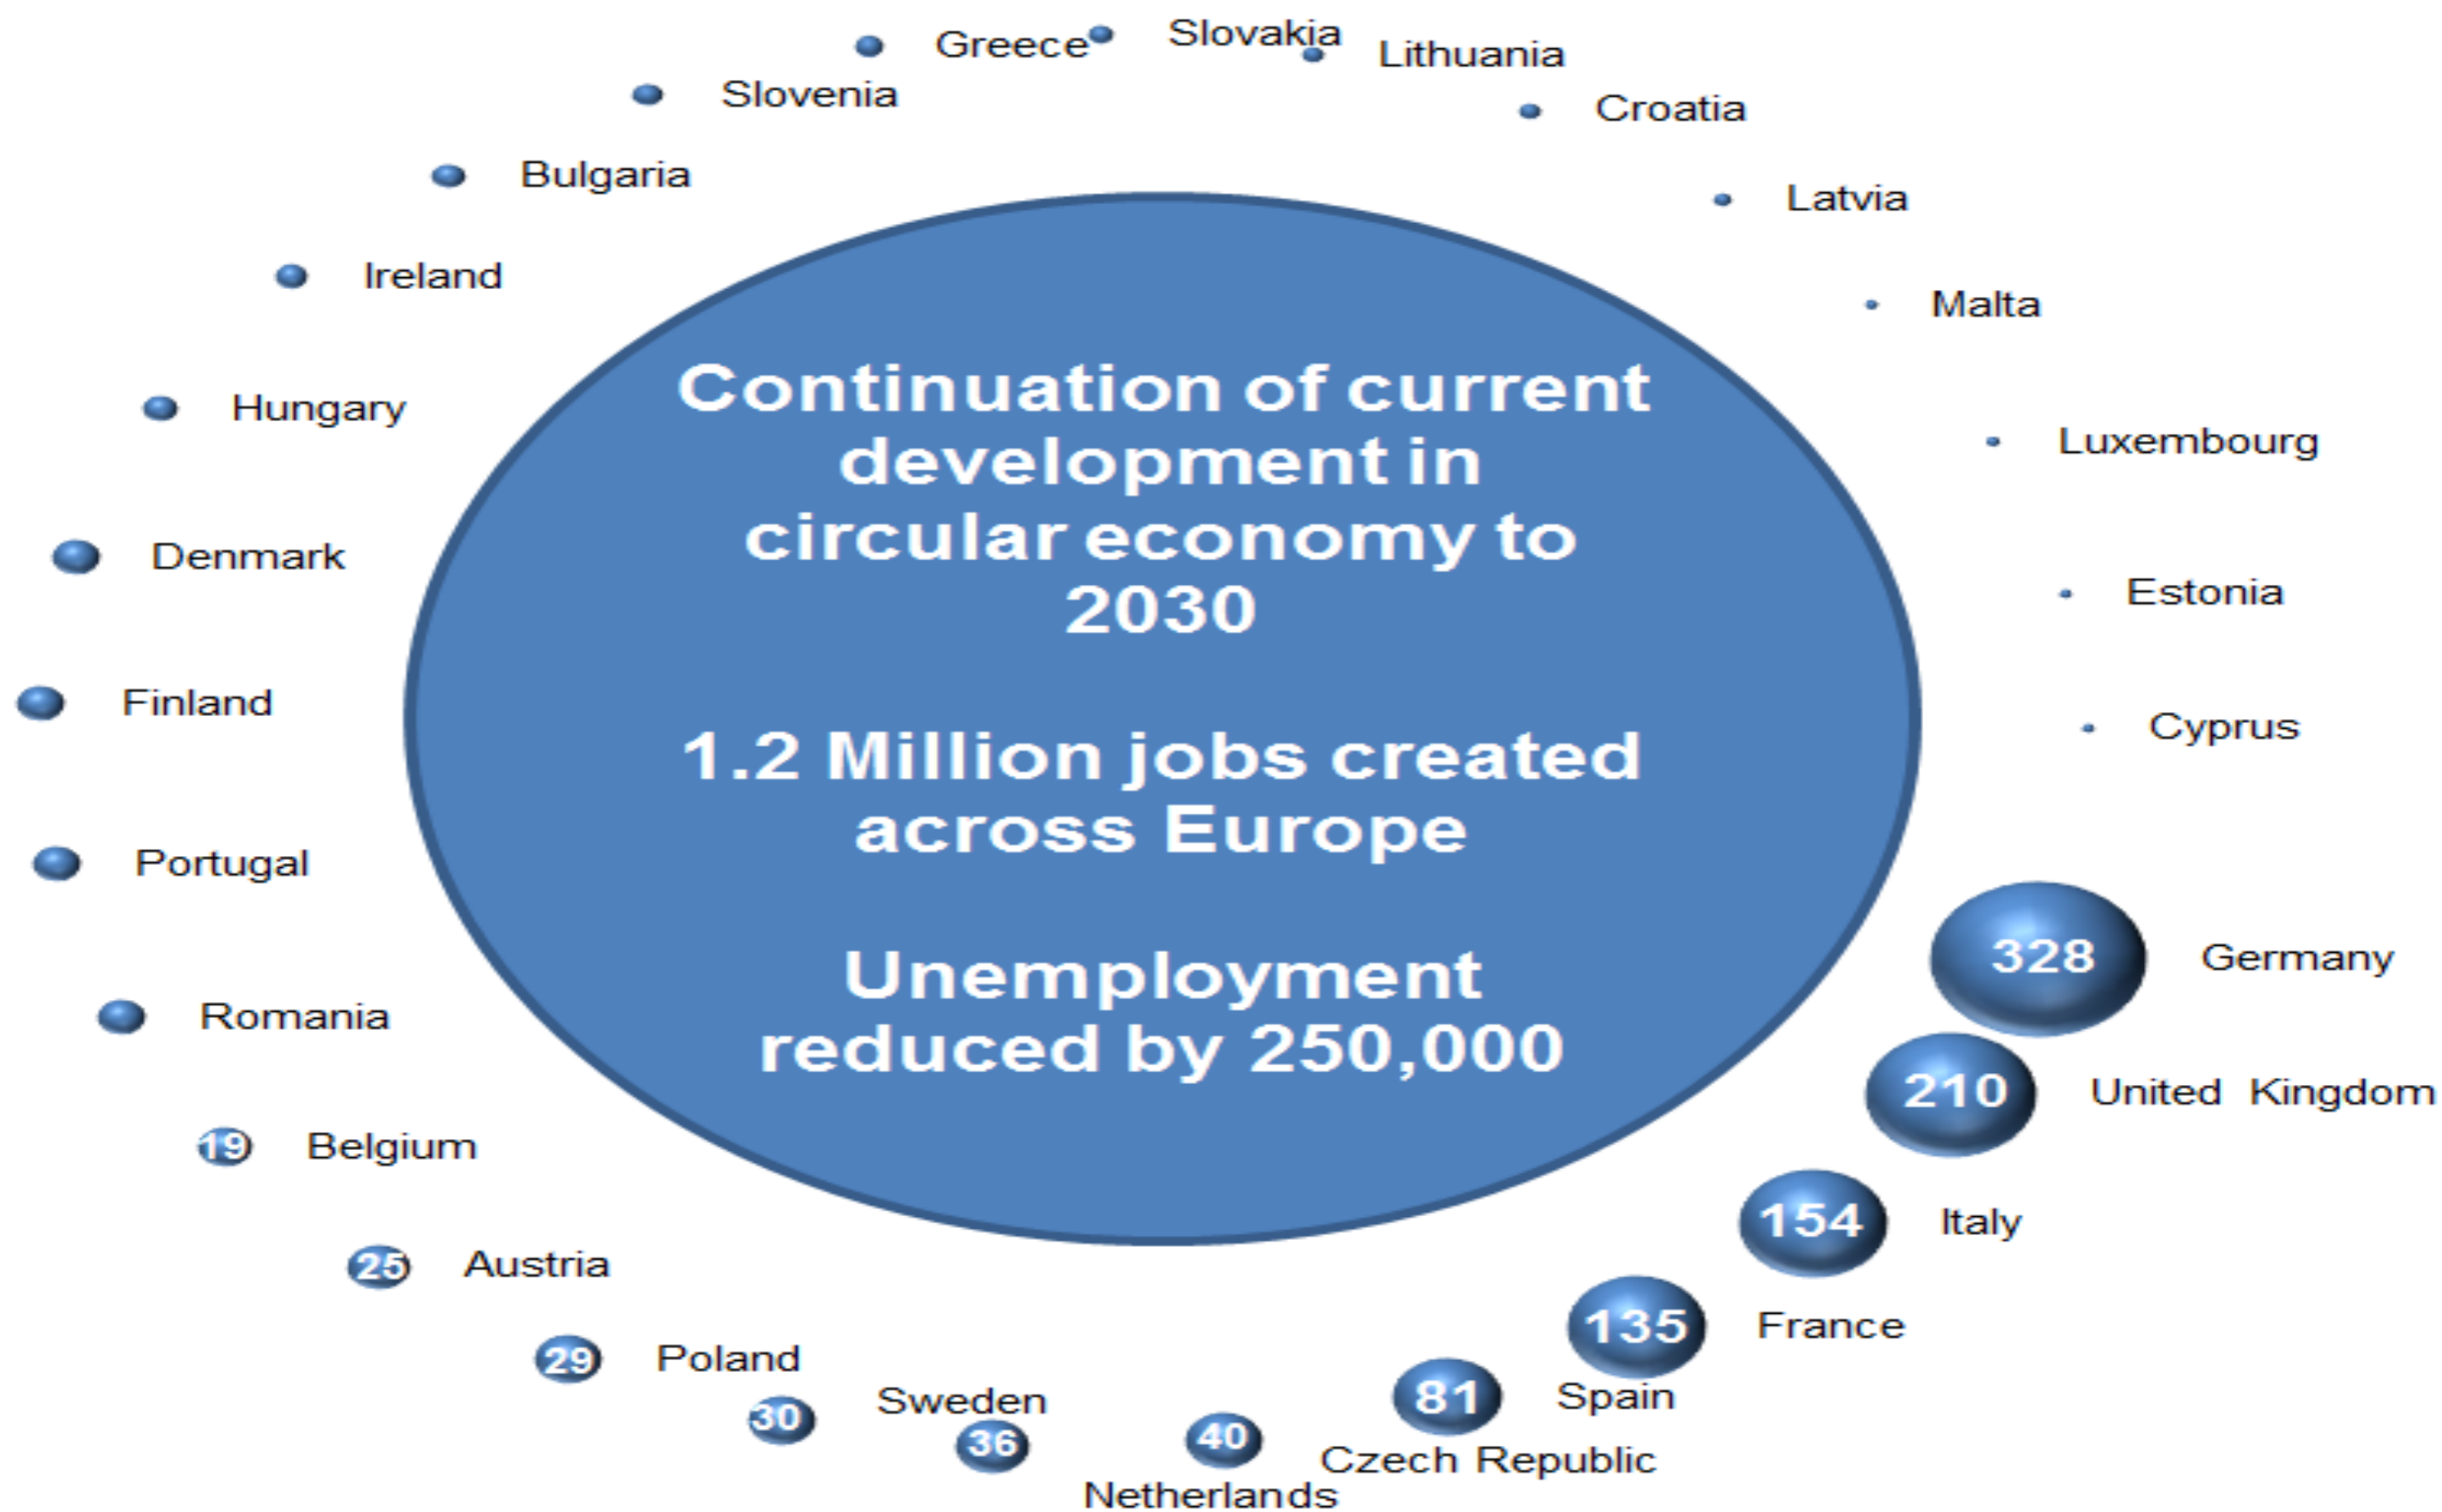 Greece
Slovakia
Lithuania
Slovenia
Croatia
Bulgaria
Latvia
Ireland
Malta
Hungary
Luxembourg
Denmark
Estonia
Finland
Cyprus
Portugal
Romania
Continuation of current
development in
circular economy to
2030
1.2 Million jobs created
across Europe
Unemployment
reduced by 250,000
328 Germany
210 United Kingdom
154 Italy
135 France
81 Spain
40 Czech Republic
36 Netherlands
30 Sweden
29 Poland
25 Austria
19 Belgium